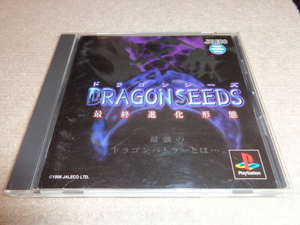 JALECO
ドラゴンシーズ
DRAGON SEEDS
最終進化形態
最強の
ドラゴンバトラーとは…
©1998 JALECO LTD.
PlayStation